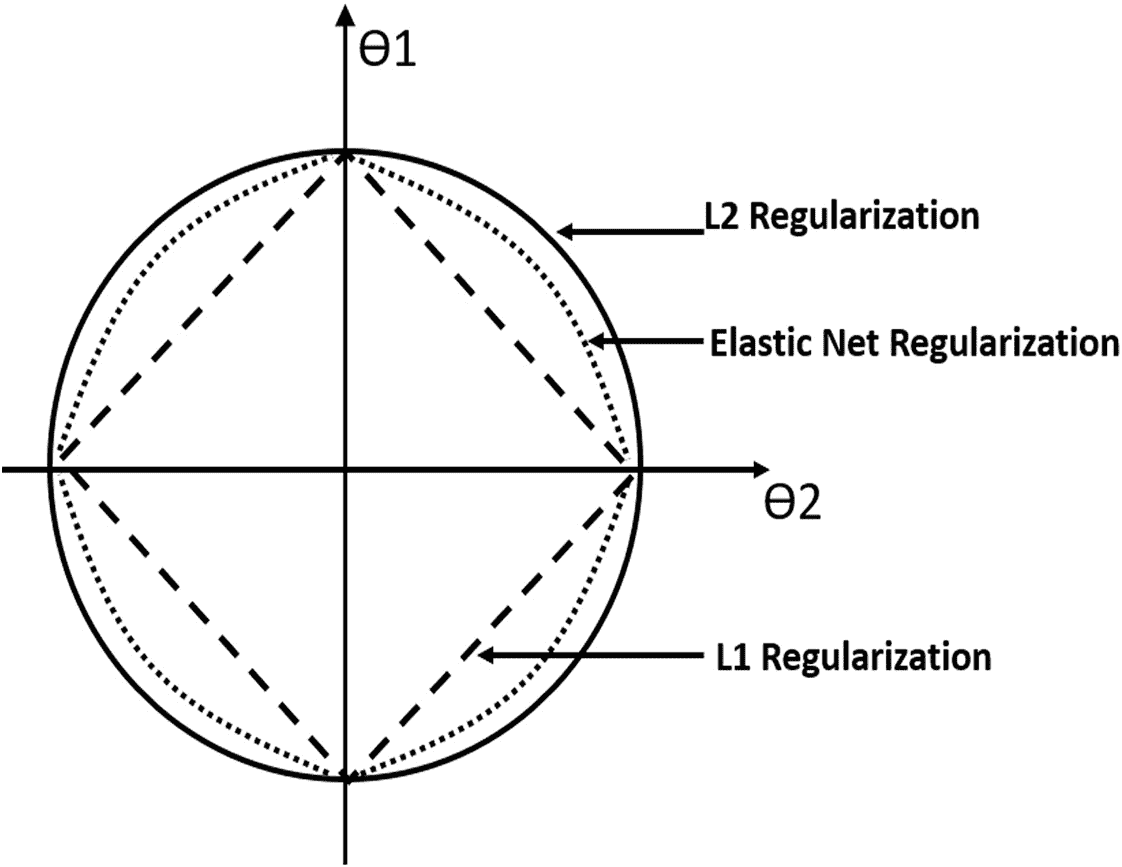 ϴ1
L2 Regularization
Elastic Net Regularization
ϴ2
L1 Regularization